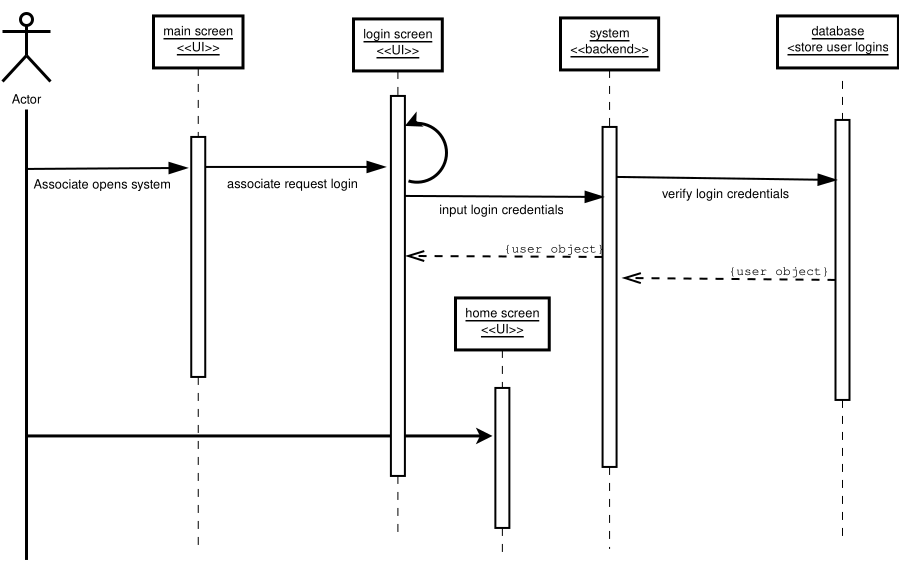 main screen
<<UI>>
login screen
<<UI>>
system
<<backend>>
database
<store user logins
Actor
Associate opens system
associate request login
input login credentials
verify login credentials
{user object}
{user object}
home screen
<<UI>>